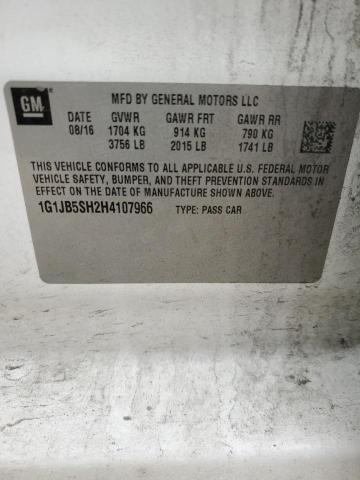 GM
MFD BY GENERAL MOTORS LLC
DATE GVWR GAWR FRT GAWR RR
08/16 1704 KG 914 KG 790 KG
3756 LB 2015 LB 1741 LB
THIS VEHICLE CONFORMS TO ALL APPLICABLE U.S. FEDERAL MOTOR
VEHICLE SAFETY, BUMPER, AND THEFT PREVENTION STANDARDS IN
EFFECT ON THE DATE OF MANUFACTURE SHOWN ABOVE.
1G1JB5SH2H4107966 TYPE: PASS CAR